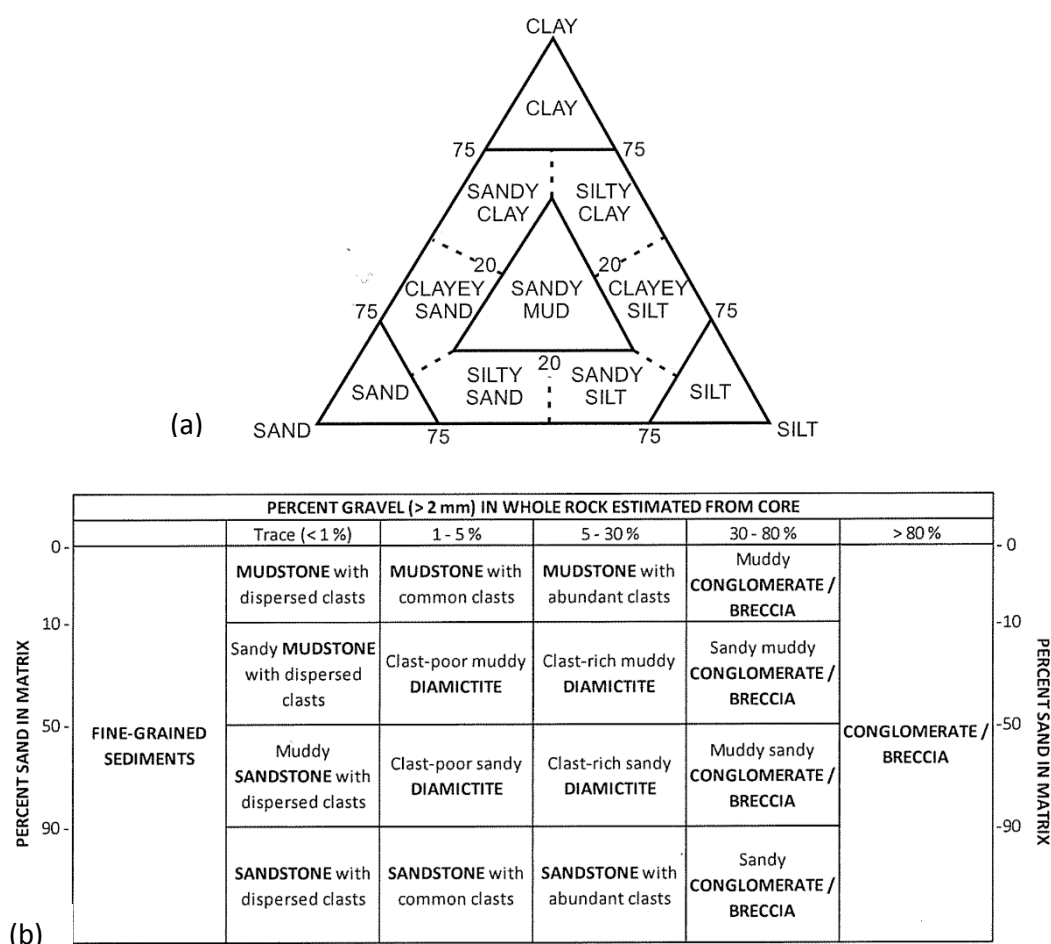 CLAY
CLAY
75
75
SANDY
CLAY
SILTY
CLAY
20
20
CLAYEY
SAND
SANDY
MUD
CLAYEY
SILT
75
75
20
SAND
SILTY
SAND
SANDY
SILT
SILT
(a)
SAND
75
75
SILT
PERCENT GRAVEL (> 2 mm) IN WHOLE ROCK ESTIMATED FROM CORE
Trace (< 1 %)
1 - 5 %
5 - 30 %
30 - 80 %
> 80 %
PERCENT SAND IN MATRIX
0 -
10 -
50 -
90 -
FINE-GRAINED
SEDIMENTS
MUDSTONE with
dispersed clasts
MUDSTONE with
common clasts
MUDSTONE with
abundant clasts
Muddy
CONGLOMERATE /
BRECCIA
Sandy MUDSTONE
with dispersed
clasts
Clast-poor muddy
DIAMICTITE
Clast-rich muddy
DIAMICTITE
Sandy muddy
CONGLOMERATE /
BRECCIA
Muddy
SANDSTONE with
dispersed clasts
Clast-poor sandy
DIAMICTITE
Clast-rich sandy
DIAMICTITE
Muddy sandy
CONGLOMERATE /
BRECCIA
SANDSTONE with
dispersed clasts
SANDSTONE with
common clasts
SANDSTONE with
abundant clasts
Sandy
CONGLOMERATE /
BRECCIA
CONGLOMERATE /
BRECCIA
- 0
-10
-50
-90
PERCENT SAND IN MATRIX
(b)